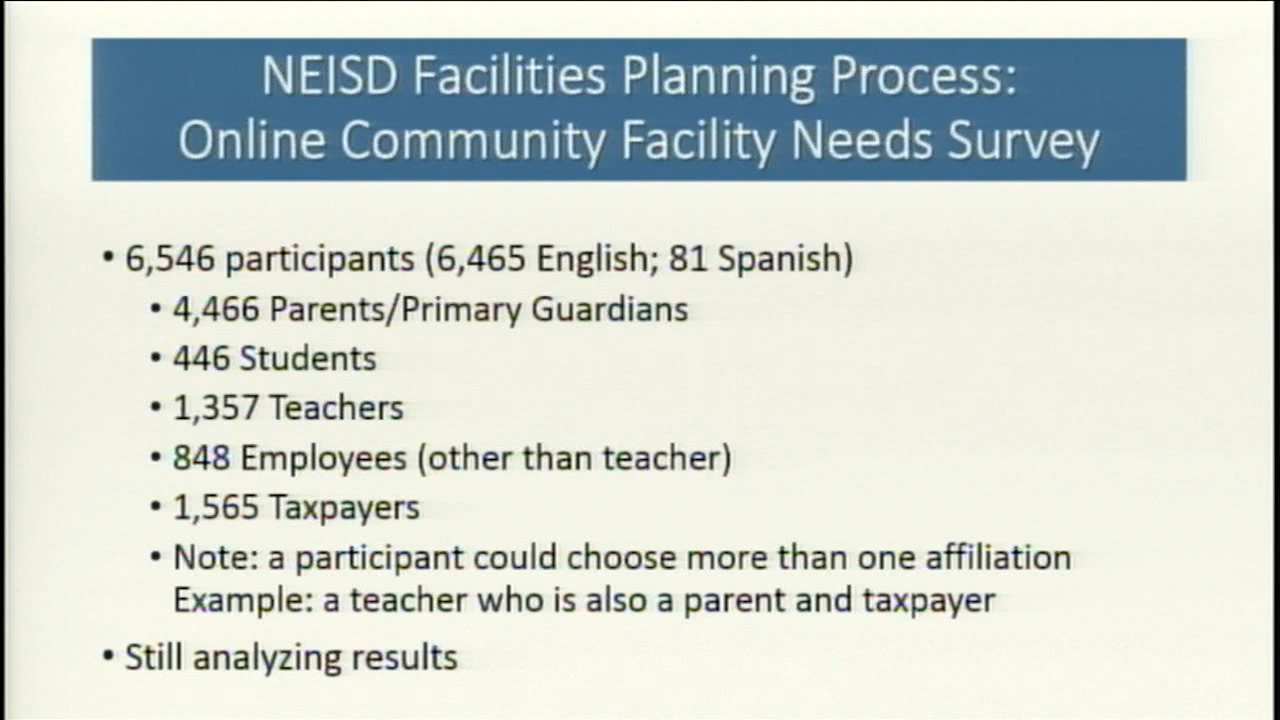 NEISD Facilities Planning Process:
Online Community Facility Needs Survey
• 6,546 participants (6,465 English; 81 Spanish)
• 4,466 Parents/Primary Guardians
• 446 Students
• 1,357 Teachers
• 848 Employees (other than teacher)
• 1,565 Taxpayers
• Note: a participant could choose more than one affiliation
Example: a teacher who is also a parent and taxpayer
• Still analyzing results